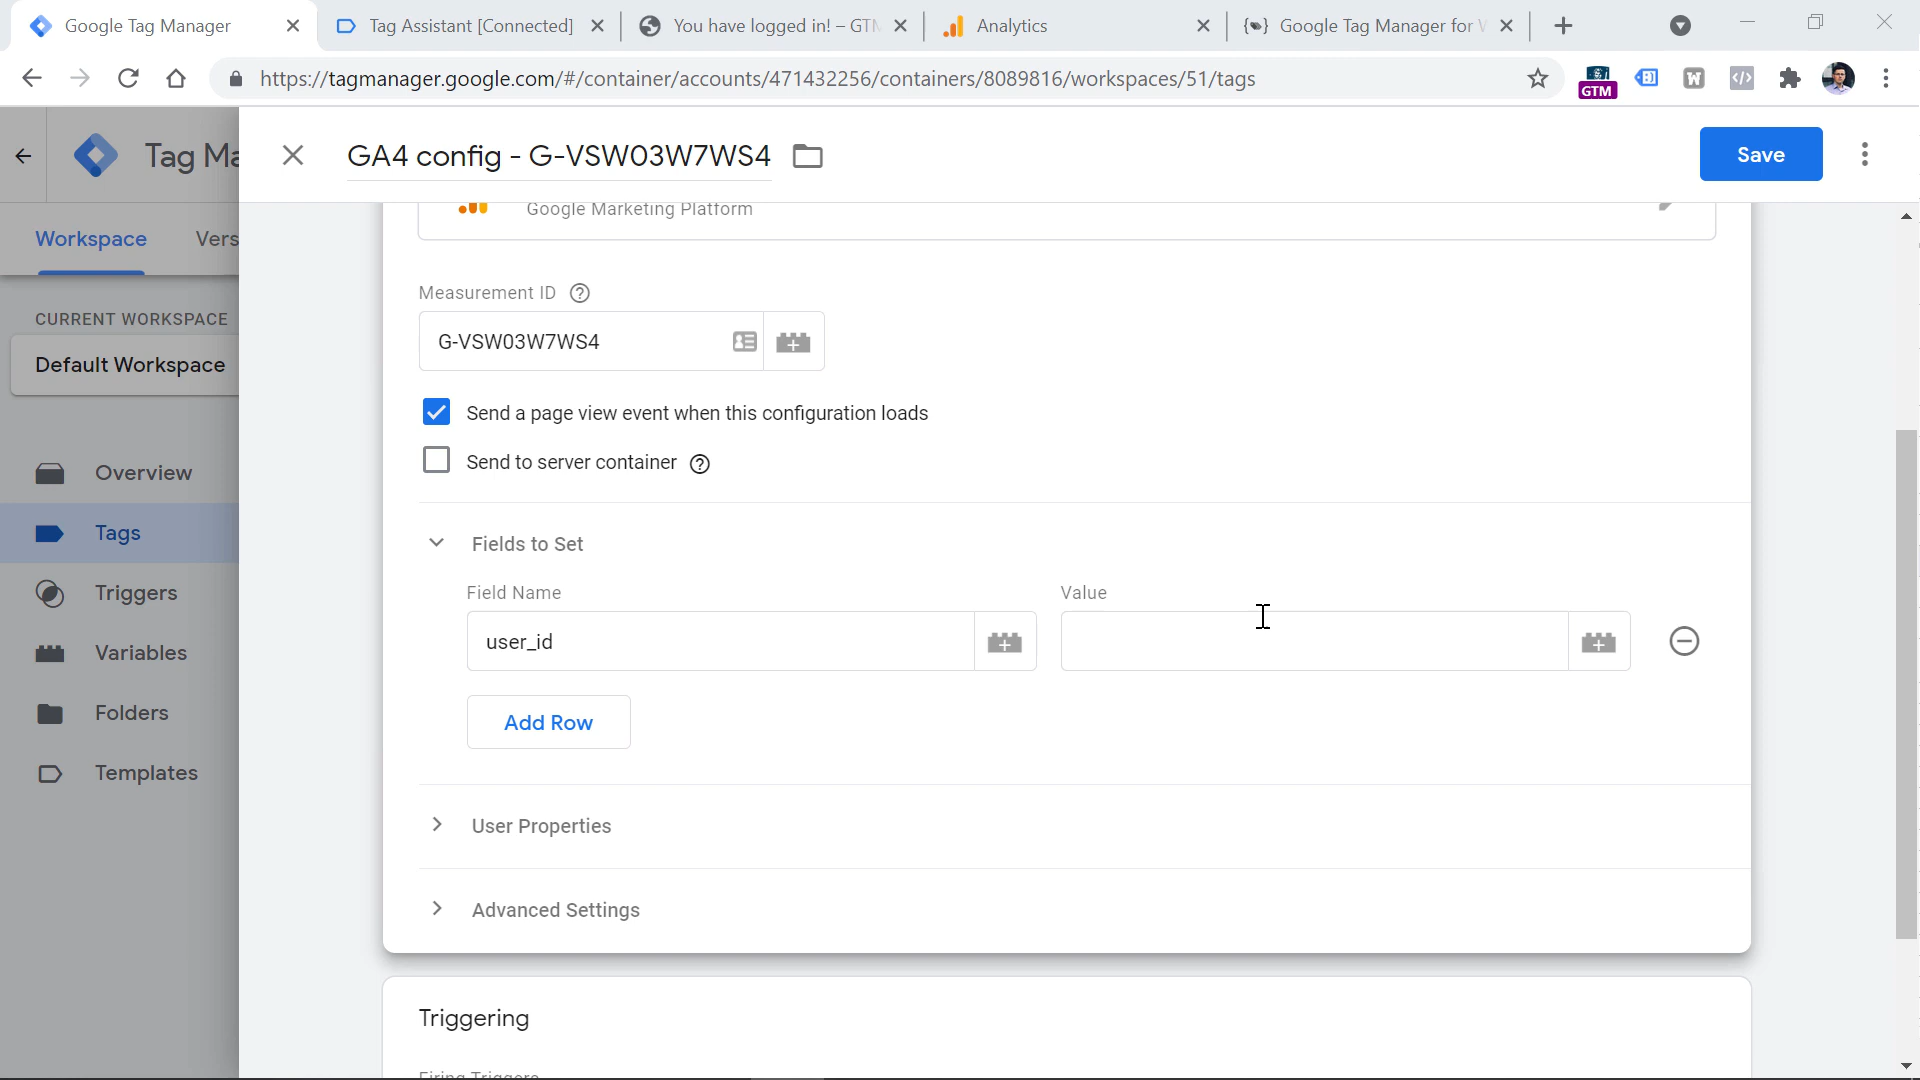 Google Tag Manager
Tag Assistant [Connected]
You have logged in! – GTM
Analytics
Google Tag Manager for W
https://tagmanager.google.com/#/container/accounts/471432256/containers/8089816/workspaces/51/tags
GTM
Tag Ma
GA4 config - G-VSW03W7WS4
Save
Workspace
Vers
Google Marketing Platform
CURRENT WORKSPACE
Default Workspace
Measurement ID
G-VSW03W7WS4
Send a page view event when this configuration loads
Send to server container
Overview
Tags
Triggers
Variables
Folders
Templates
Fields to Set
Field Name
Value
user_id
Add Row
User Properties
Advanced Settings
Triggering
Firing Triggers